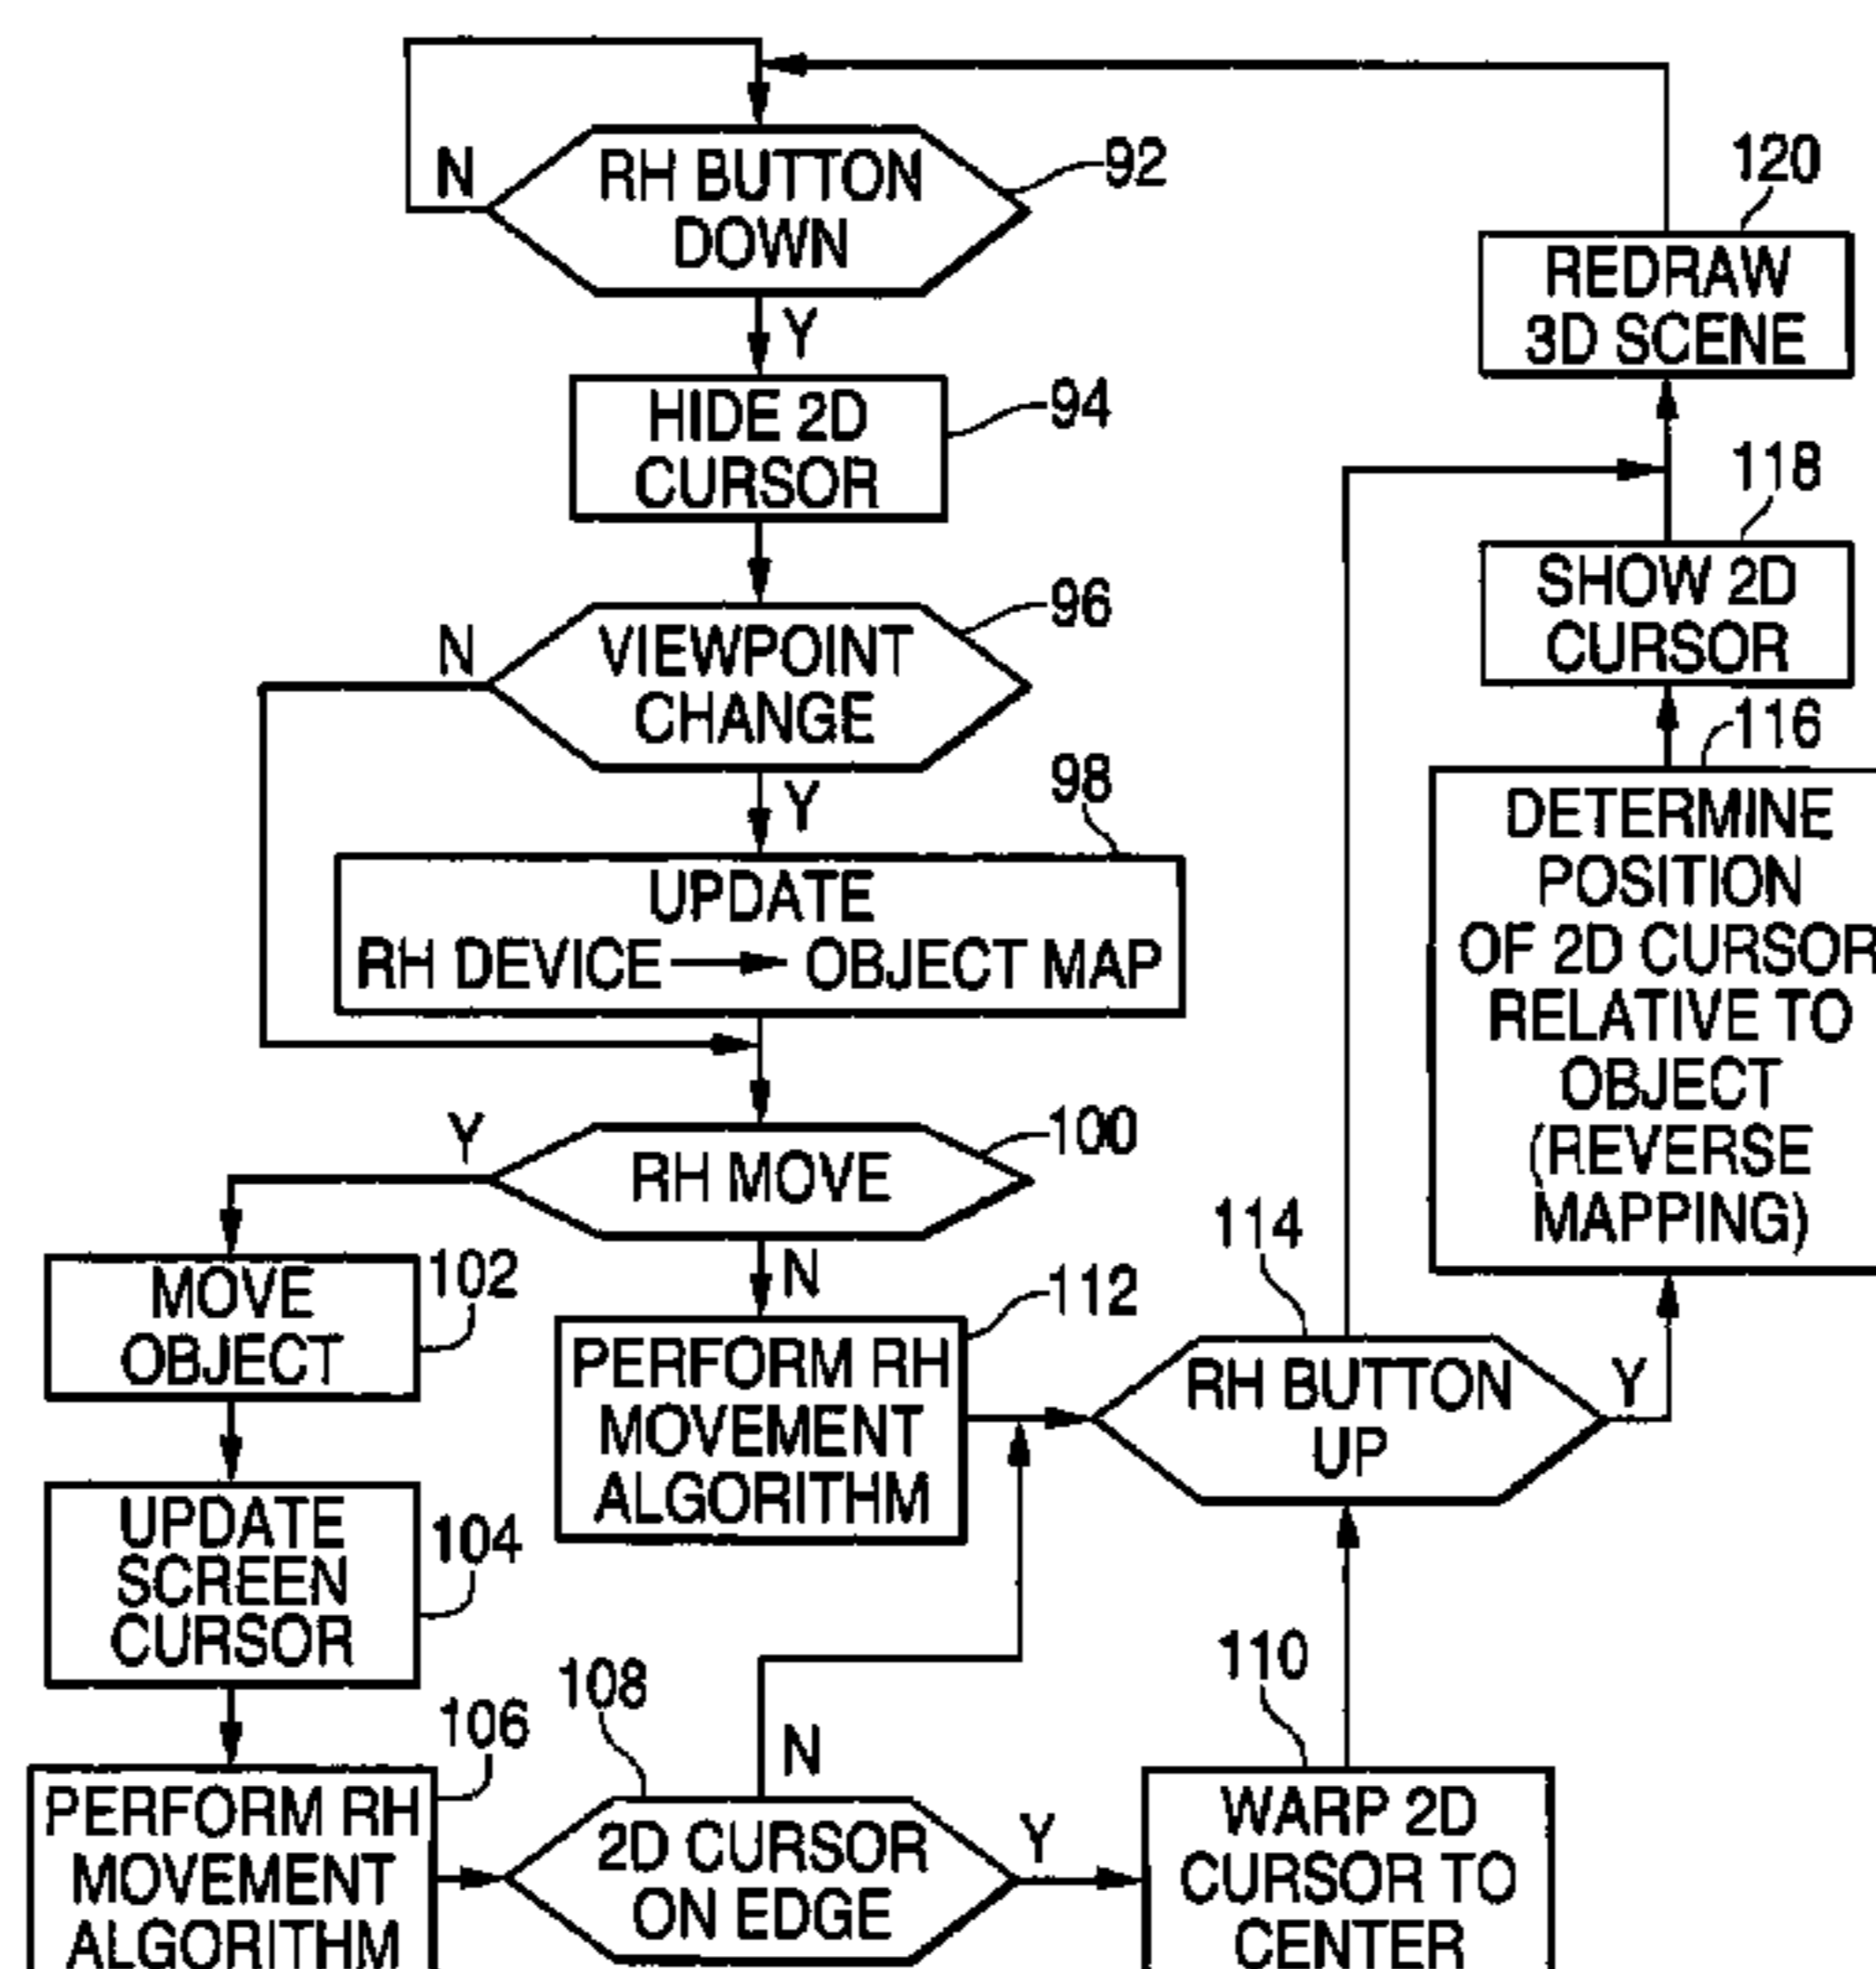 N
RH BUTTON
DOWN
92
Y
HIDE 2D
CURSOR
94
N
VIEWPOINT
CHANGE
96
Y
98
UPDATE
RH DEVICE → OBJECT MAP
Y
RH MOVE
100
N
MOVE
OBJECT
102
UPDATE
SCREEN
CURSOR
104
PERFORM RH
MOVEMENT
ALGORITHM
106
108
2D CURSOR
ON EDGE
N
Y
110
WARP 2D
CURSOR TO
CENTER
PERFORM RH
MOVEMENT
ALGORITHM
112
114
RH BUTTON
UP
Y
116
DETERMINE
POSITION
OF 2D CURSOR
RELATIVE TO
OBJECT
(REVERSE
MAPPING)
118
SHOW 2D
CURSOR
120
REDRAW
3D SCENE